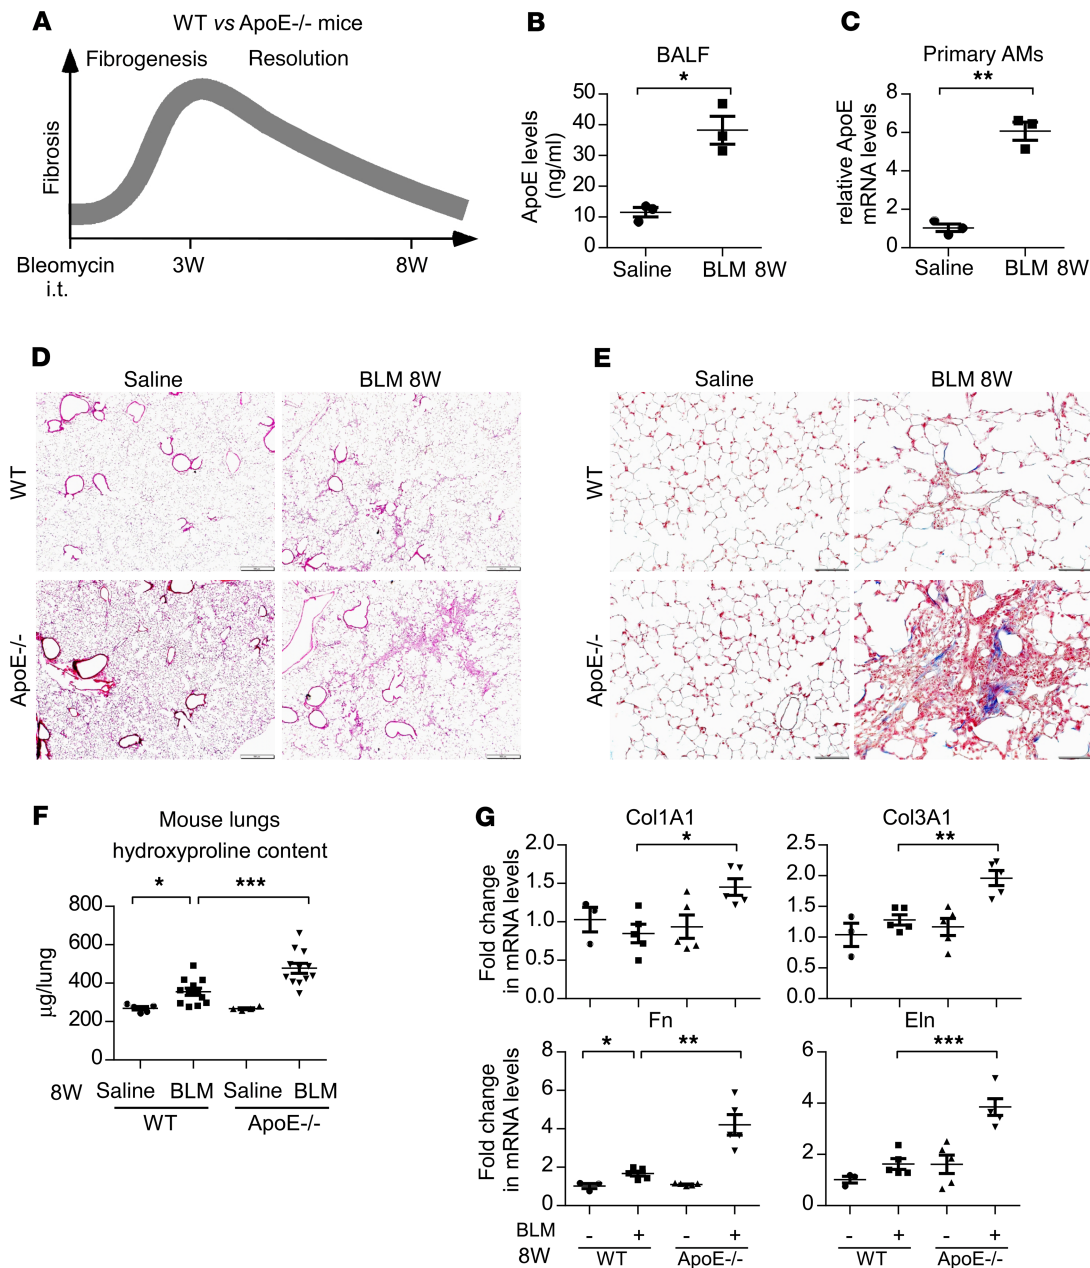 A
WT vs ApoE-/- mice
Fibrogenesis
Resolution
Fibrosis
Bleomycin
i.t.
3W
8W
B
BALF
*
ApoE levels
(ng/ml)
50
40
30
20
10
0
Saline
BLM 8W
C
Primary AMs
**
relative ApoE
mRNA levels
8
6
4
2
0
Saline
BLM 8W
D
Saline
BLM 8W
WT
ApoE-/-
E
Saline
BLM 8W
WT
ApoE-/-
F
Mouse lungs
hydroxyproline content
*
***
µg/lung
800
600
400
200
0
8W
Saline
BLM
Saline
BLM
WT
ApoE-/-
G
Col1A1
*
Fold change
in mRNA levels
2.0
1.5
1.0
0.5
0.0
Col3A1
**
2.5
2.0
1.5
1.0
0.5
0.0
Fn
*
**
Fold change
in mRNA levels
8
6
4
2
0
Eln
***
6
4
2
0
BLM
- + - +
- + - +
8W
WT
ApoE-/-
WT
ApoE-/-